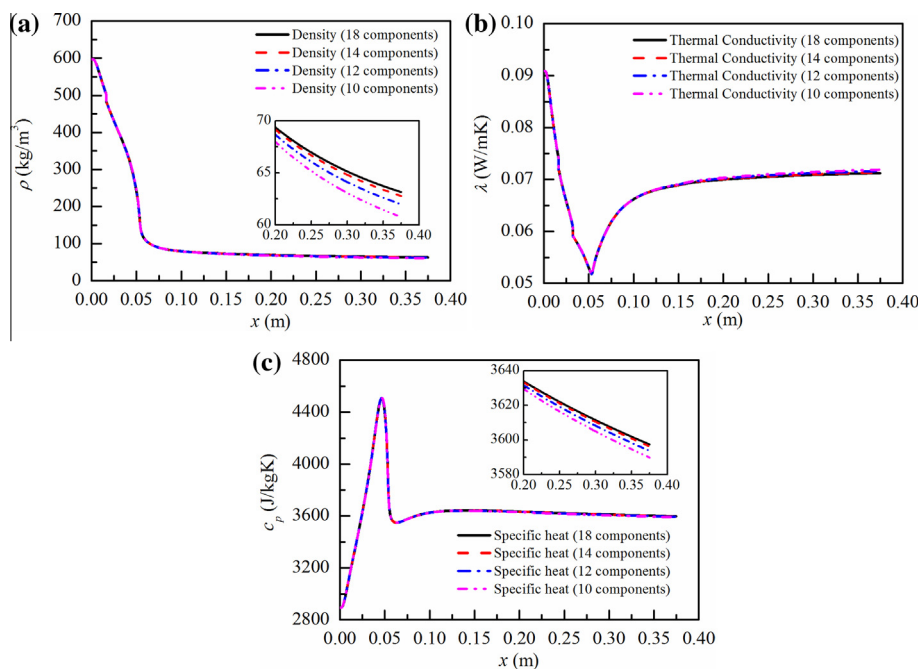 (a)
700
600
500
400
300
200
100
0
ρ (kg/m³)
Density (18 components)
Density (14 components)
Density (12 components)
Density (10 components)
70
65
60
0.20 0.25 0.30 0.35 0.40
0.00 0.05 0.10 0.15 0.20 0.25 0.30 0.35 0.40
x (m)
(b)
0.10
0.09
0.08
0.07
0.06
0.05
λ (W/mK)
Thermal Conductivity (18 components)
Thermal Conductivity (14 components)
Thermal Conductivity (12 components)
Thermal Conductivity (10 components)
0.00 0.05 0.10 0.15 0.20 0.25 0.30 0.35 0.40
x (m)
(c)
4800
4400
4000
3600
3200
2800
cp (J/kgK)
3640
3620
3600
3580
0.20 0.25 0.30 0.35 0.40
Specific heat (18 components)
Specific heat (14 components)
Specific heat (12 components)
Specific heat (10 components)
0.00 0.05 0.10 0.15 0.20 0.25 0.30 0.35 0.40
x (m)